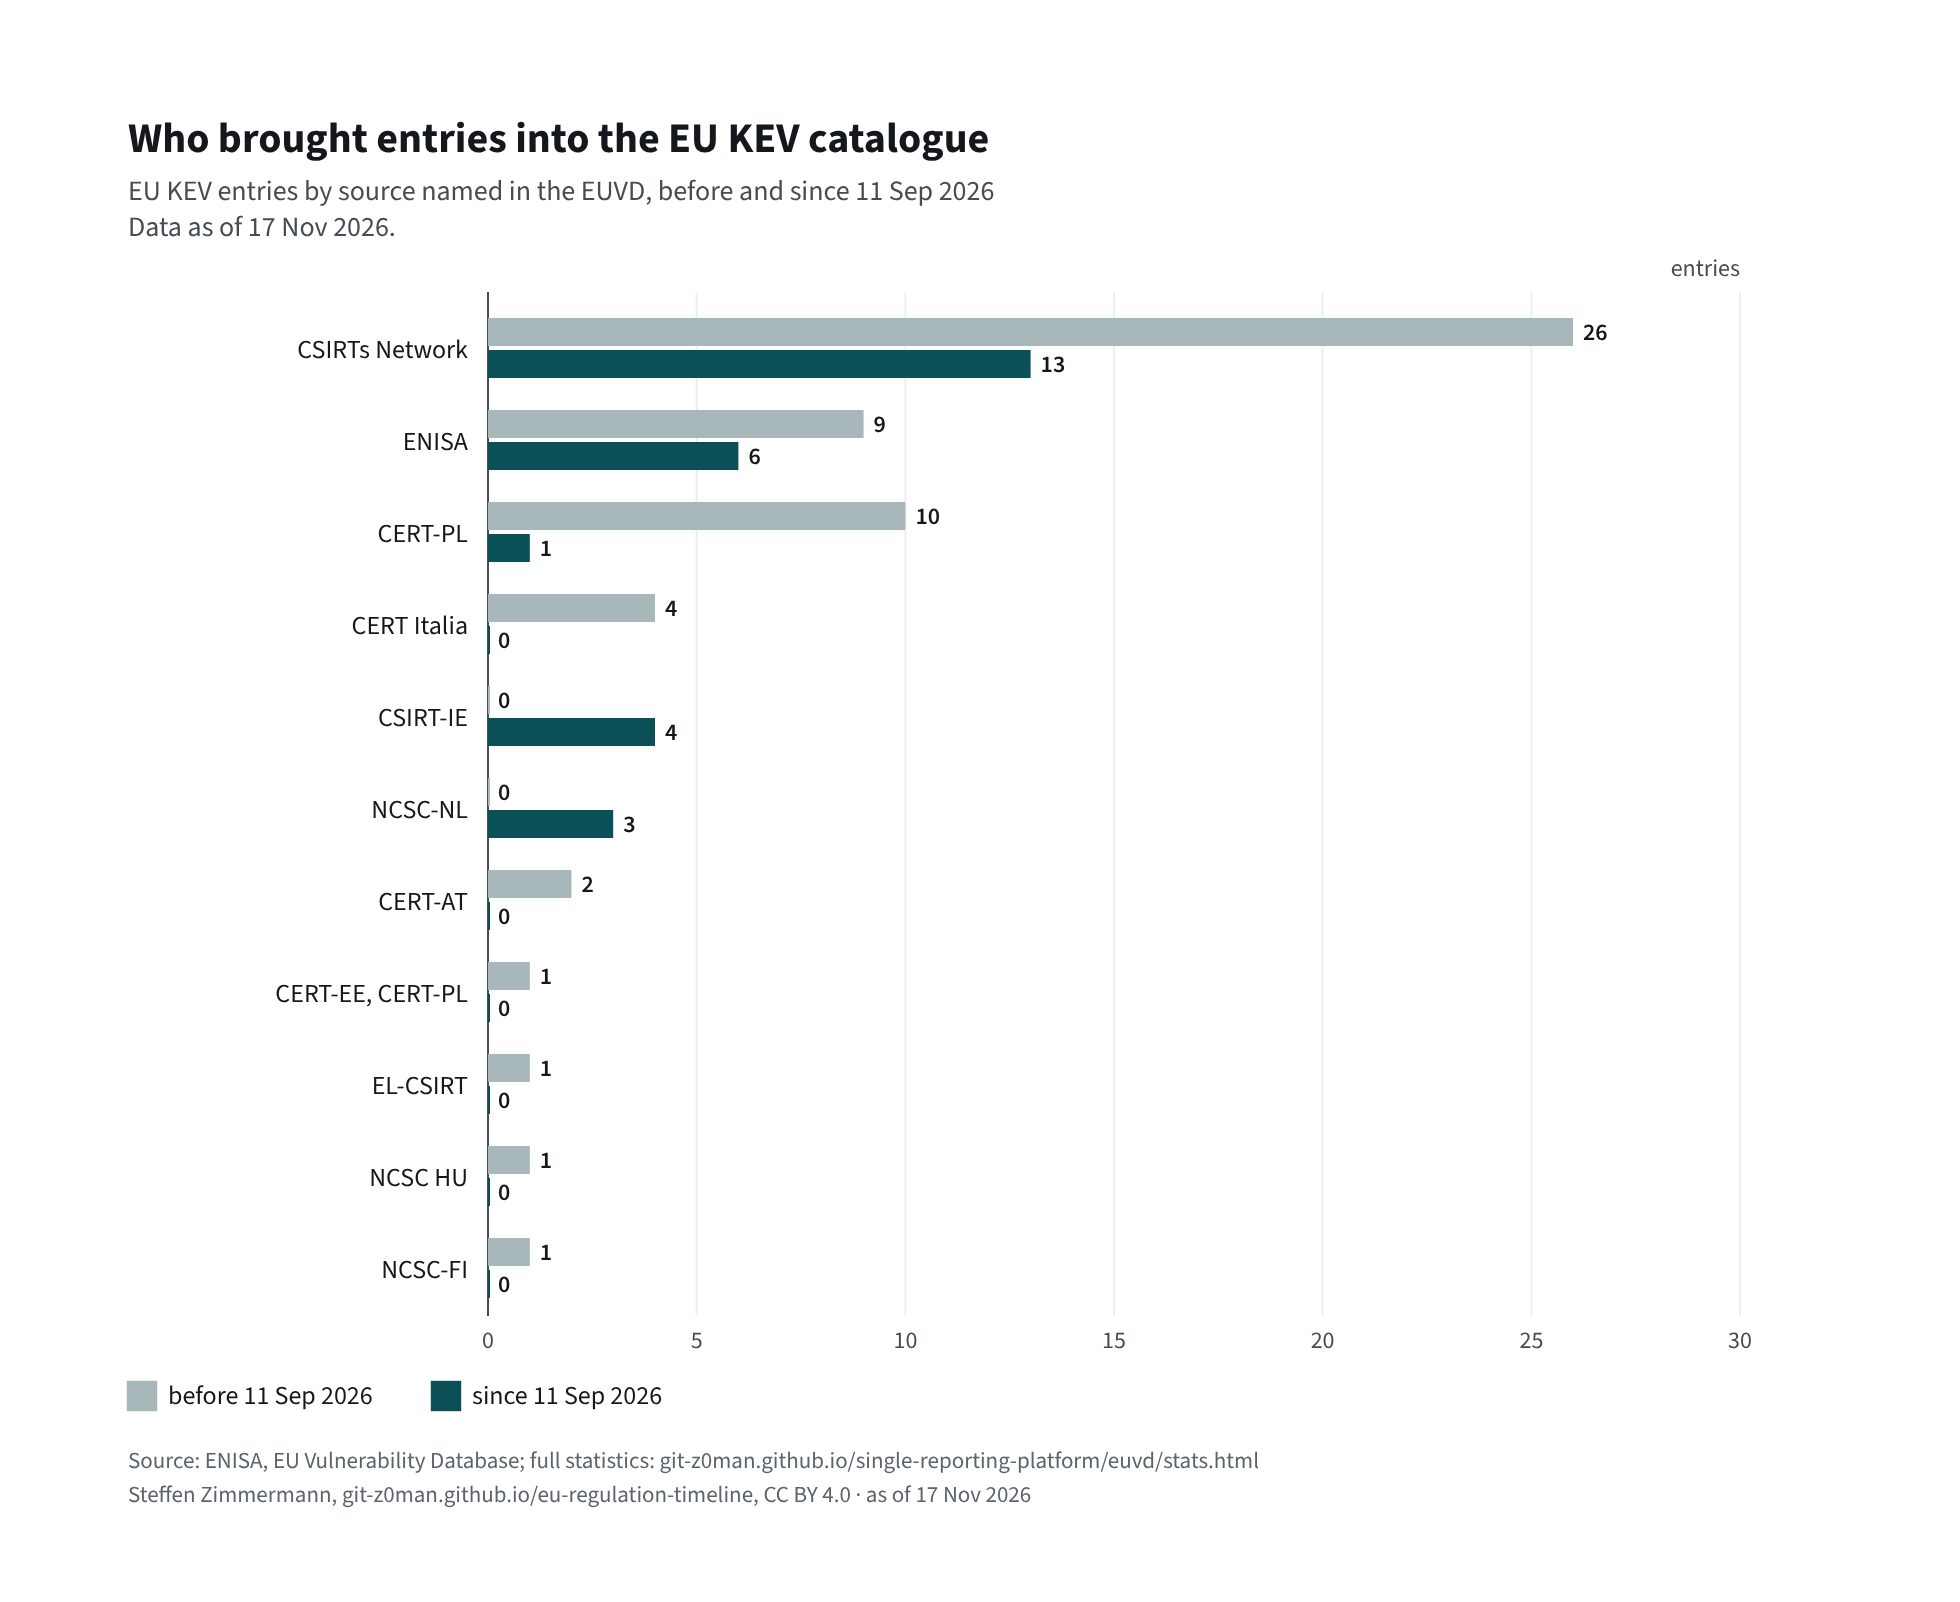 Who brought entries into the EU KEV catalogue
EU KEV entries by source named in the EUVD, before and since 11 Sep 2026
Data as of 17 Nov 2026.
entries
CSIRTs Network
26
13
ENISA
9
6
CERT-PL
10
1
CERT Italia
4
0
CSIRT-IE
0
4
NCSC-NL
0
3
CERT-AT
2
0
CERT-EE, CERT-PL
1
0
EL-CSIRT
1
0
NCSC HU
1
0
NCSC-FI
1
0
0 5 10 15 20 25 30
before 11 Sep 2026 since 11 Sep 2026
Source: ENISA, EU Vulnerability Database; full statistics: git-z0man.github.io/single-reporting-platform/euvd/stats.html
Steffen Zimmermann, git-z0man.github.io/eu-regulation-timeline, CC BY 4.0 · as of 17 Nov 2026